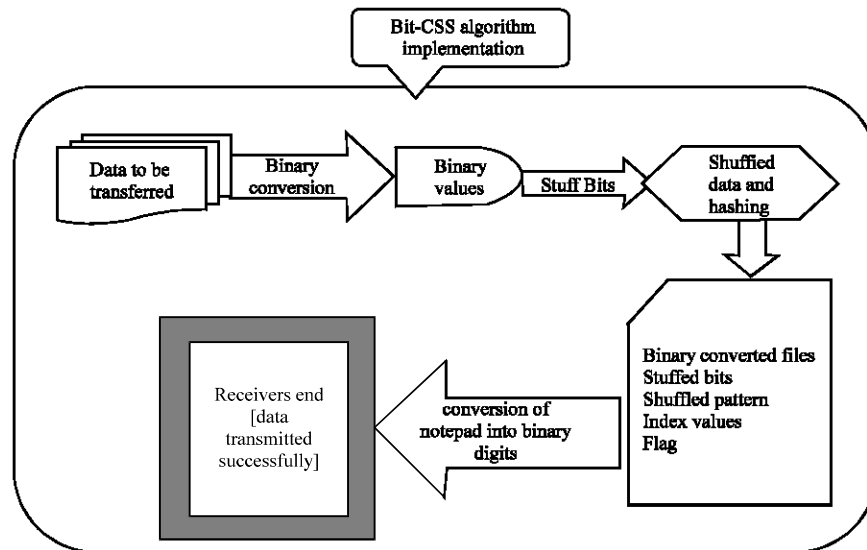 Bit-CSS algorithm
implementation
Data to be
transferred
Binary
conversion
Binary
values
Stuff Bits
Shuffied
data and
hashing
Binary converted files
Stuffed bits
Shuffled pattern
Index values
Flag
conversion of
notepad into binary
digits
Receivers end
[data
transmitted
successfully]